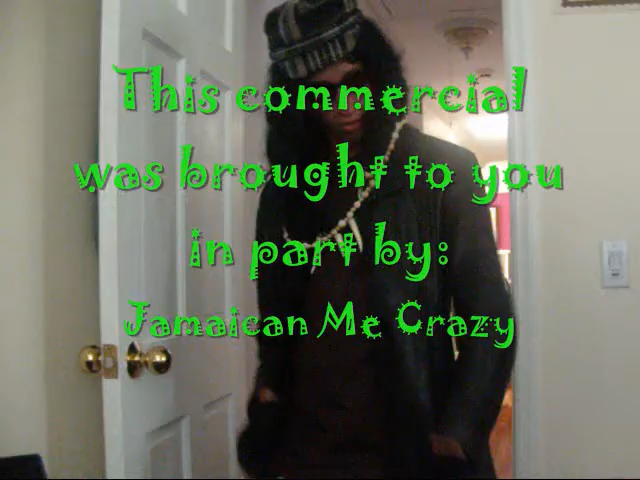 This commercial
was brought to you
in part by:
Jamaican Me Crazy